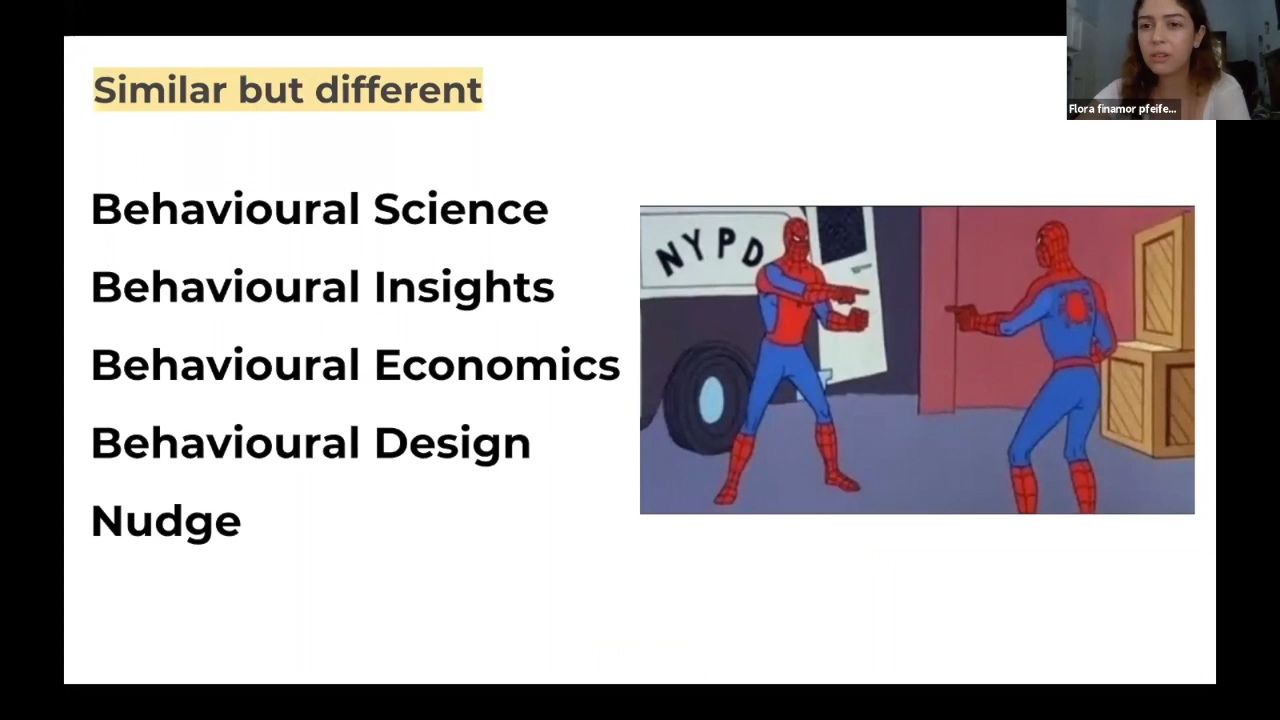 Similar but different
Flora finamor pfeife...
Behavioural Science
Behavioural Insights
Behavioural Economics
Behavioural Design
Nudge
NYPD